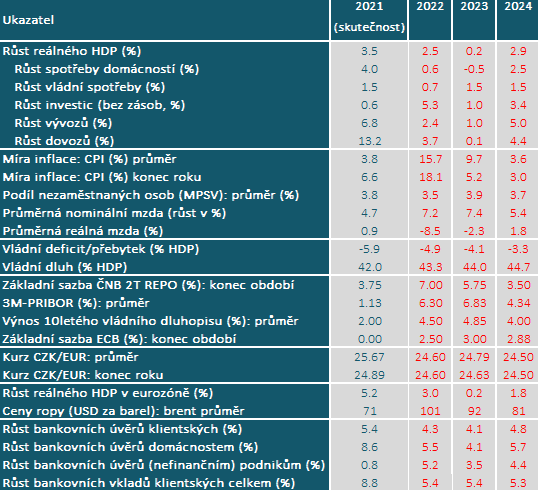 Ukazatel 2021 (skutečnost) 2022 2023 2024
Růst reálného HDP (%) 3.5 2.5 0.2 2.9
Růst spotřeby domácností (%) 4.0 0.6 -0.5 2.5
Růst vládní spotřeby (%) 1.5 0.7 1.5 1.5
Růst investic (bez zásob, %) 0.6 5.3 1.0 3.4
Růst vývozů (%) 6.8 2.4 1.0 5.0
Růst dovozů (%) 13.2 3.7 0.1 4.4
Míra inflace: CPI (%) průměr 3.8 15.7 9.7 3.6
Míra inflace: CPI (%) konec roku 6.6 18.1 5.2 3.0
Podíl nezaměstnaných osob (MPSV): průměr (%) 3.8 3.5 3.9 3.7
Průměrná nominální mzda (růst v %) 4.7 7.2 7.4 5.4
Průměrná reálná mzda (%) 0.9 -8.5 -2.3 1.8
Vládní deficit/přebytek (% HDP) -5.9 -4.9 -4.1 -3.3
Vládní dluh (% HDP) 42.0 43.3 44.0 44.7
Základní sazba ČNB 2T REPO (%): konec období 3.75 7.00 5.75 3.50
3M-PRIBOR (%): průměr 1.13 6.30 6.83 4.34
Výnos 10letého vládního dluhopisu (%): průměr 2.00 4.50 4.85 4.00
Základní sazba ECB (%): konec období 0.00 2.50 3.00 2.88
Kurz CZK/EUR: průměr 25.67 24.60 24.79 24.50
Kurz CZK/EUR: konec roku 24.89 24.60 24.63 24.50
Růst reálného HDP v eurozóně (%) 5.2 3.0 0.2 1.8
Ceny ropy (USD za barel): brent průměr 71 101 92 81
Růst bankovních úvěrů klientských (%) 5.4 4.3 4.1 4.8
Růst bankovních úvěrů domácnostem (%) 8.6 5.5 4.1 5.7
Růst bankovních úvěrů (nefinančním) podnikům (%) 0.8 5.2 3.5 4.4
Růst bankovních vkladů klientských celkem (%) 8.8 5.4 5.4 5.3